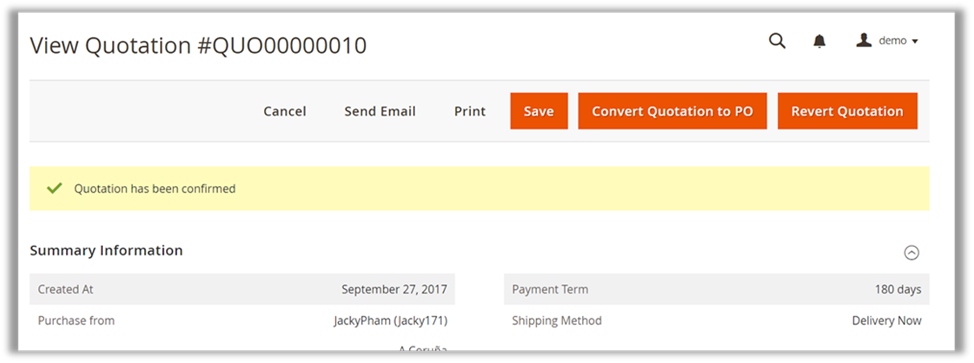 View Quotation #QUO00000010
demo
Cancel Send Email Print Save Convert Quotation to PO Revert Quotation
Quotation has been confirmed
Summary Information
Created At September 27, 2017 Payment Term 180 days
Purchase from JackyPham (Jacky171) Shipping Method Delivery Now
A Coruña